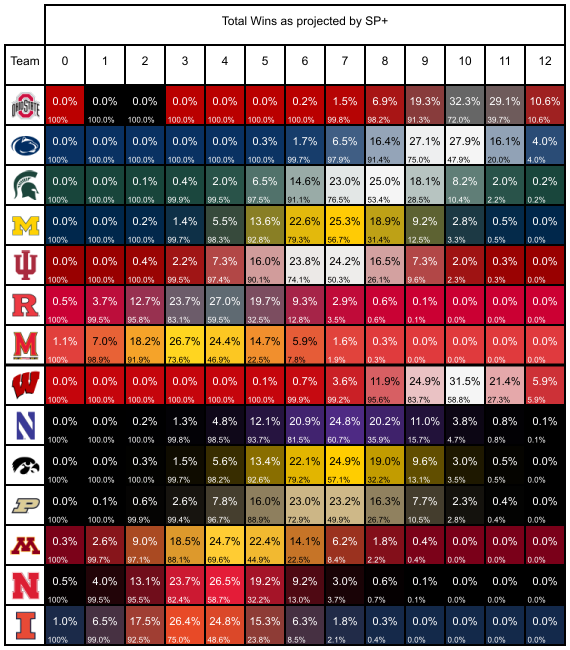 Total Wins as projected by SP+
Team 0 1 2 3 4 5 6 7 8 9 10 11 12
OHIO STATE 0.0% 0.0% 0.0% 0.0% 0.0% 0.0% 0.2% 1.5% 6.9% 19.3% 32.3% 29.1% 10.6%
100% 100.0% 100.0% 100.0% 100.0% 100.0% 100.0% 99.8% 98.2% 91.3% 72.0% 39.7% 10.6%
0.0% 0.0% 0.0% 0.0% 0.0% 0.3% 1.7% 6.5% 16.4% 27.1% 27.9% 16.1% 4.0%
100% 100.0% 100.0% 100.0% 100.0% 100.0% 99.7% 97.9% 91.4% 75.0% 47.9% 20.0% 4.0%
0.0% 0.0% 0.1% 0.4% 2.0% 6.5% 14.6% 23.0% 25.0% 18.1% 8.2% 2.0% 0.2%
100% 100.0% 100.0% 99.9% 99.5% 97.5% 91.1% 76.5% 53.4% 28.5% 10.4% 2.2% 0.2%
M 0.0% 0.0% 0.2% 1.4% 5.5% 13.6% 22.6% 25.3% 18.9% 9.2% 2.8% 0.5% 0.0%
100% 100.0% 100.0% 99.7% 98.3% 92.8% 79.3% 56.7% 31.4% 12.5% 3.3% 0.5% 0.0%
0.0% 0.0% 0.4% 2.2% 7.3% 16.0% 23.8% 24.2% 16.5% 7.3% 2.0% 0.3% 0.0%
100% 100.0% 100.0% 99.5% 97.4% 90.1% 74.1% 50.3% 26.1% 9.6% 2.3% 0.3% 0.0%
R 0.5% 3.7% 12.7% 23.7% 27.0% 19.7% 9.3% 2.9% 0.6% 0.1% 0.0% 0.0% 0.0%
100% 99.5% 95.8% 83.1% 59.5% 32.5% 12.8% 3.5% 0.6% 0.1% 0.0% 0.0% 0.0%
M 1.1% 7.0% 18.2% 26.7% 24.4% 14.7% 5.9% 1.6% 0.3% 0.0% 0.0% 0.0% 0.0%
100% 98.9% 91.9% 73.6% 46.9% 22.5% 7.8% 1.9% 0.3% 0.0% 0.0% 0.0% 0.0%
W 0.0% 0.0% 0.0% 0.0% 0.0% 0.1% 0.7% 3.6% 11.9% 24.9% 31.5% 21.4% 5.9%
100% 100.0% 100.0% 100.0% 100.0% 100.0% 99.9% 99.2% 95.6% 83.7% 58.8% 27.3% 5.9%
N 0.0% 0.0% 0.2% 1.3% 4.8% 12.1% 20.9% 24.8% 20.2% 11.0% 3.8% 0.8% 0.1%
100% 100.0% 100.0% 99.8% 98.5% 93.7% 81.5% 60.7% 35.9% 15.7% 4.7% 0.8% 0.1%
0.0% 0.0% 0.3% 1.5% 5.6% 13.4% 22.1% 24.9% 19.0% 9.6% 3.0% 0.5% 0.0%
100% 100.0% 100.0% 99.7% 98.2% 92.6% 79.2% 57.1% 32.2% 13.1% 3.5% 0.5% 0.0%
P 0.0% 0.1% 0.6% 2.6% 7.8% 16.0% 23.0% 23.2% 16.3% 7.7% 2.3% 0.4% 0.0%
100% 100.0% 99.9% 99.4% 96.7% 88.9% 72.9% 49.9% 26.7% 10.5% 2.8% 0.4% 0.0%
M 0.3% 2.6% 9.0% 18.5% 24.7% 22.4% 14.1% 6.2% 1.8% 0.4% 0.0% 0.0% 0.0%
100% 99.7% 97.1% 88.1% 69.6% 44.9% 22.5% 8.4% 2.2% 0.4% 0.0% 0.0% 0.0%
N 0.5% 4.0% 13.1% 23.7% 26.5% 19.2% 9.2% 3.0% 0.7% 0.1% 0.0% 0.0% 0.0%
100% 99.5% 95.5% 82.4% 58.7% 32.2% 13.0% 3.7% 0.7% 0.1% 0.0% 0.0% 0.0%
I 1.0% 6.5% 17.5% 26.4% 24.8% 15.3% 6.3% 1.8% 0.3% 0.0% 0.0% 0.0% 0.0%
100% 99.0% 92.5% 75.0% 48.6% 23.8% 8.5% 2.1% 0.4% 0.0% 0.0% 0.0% 0.0%